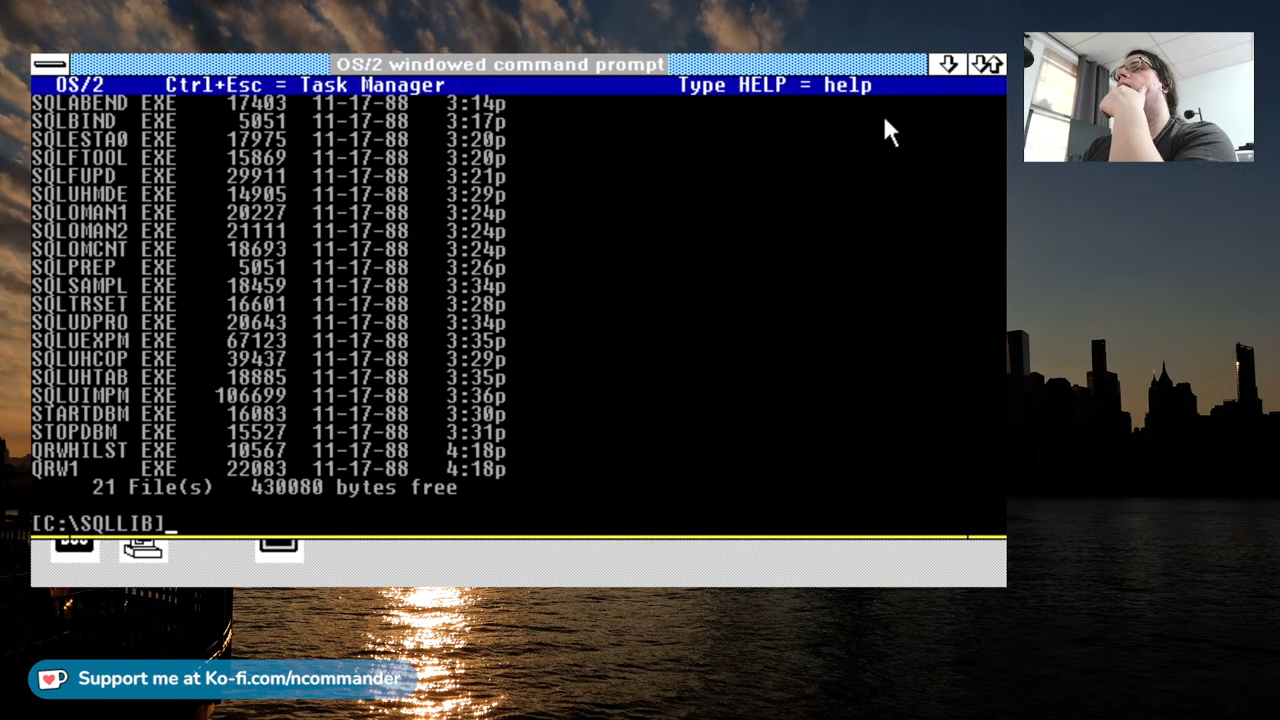 OS/2 windowed command prompt
OS/2 Ctrl+Esc = Task Manager Type HELP = help
SQLABEND EXE 17403 11-17-88 3:14p
SQLBIND EXE 5051 11-17-88 3:17p
SQLESTA0 EXE 17975 11-17-88 3:20p
SQLFTOOL EXE 15869 11-17-88 3:20p
SQLFUPD EXE 29911 11-17-88 3:21p
SQLUHMDE EXE 14905 11-17-88 3:29p
SQLOMAN1 EXE 20227 11-17-88 3:24p
SQLOMAN2 EXE 21111 11-17-88 3:24p
SQLOMCNT EXE 18693 11-17-88 3:24p
SQLPREP EXE 5051 11-17-88 3:26p
SQLSAMPL EXE 18459 11-17-88 3:34p
SQLTRSET EXE 16601 11-17-88 3:28p
SQLUDPRO EXE 20643 11-17-88 3:34p
SQLUEXPM EXE 67123 11-17-88 3:35p
SQLUHCOP EXE 39437 11-17-88 3:29p
SQLUHTAB EXE 18885 11-17-88 3:35p
SQLUIMPM EXE 106699 11-17-88 3:36p
STARTDBM EXE 16083 11-17-88 3:30p
STOPDBM EXE 15527 11-17-88 3:31p
QRWHILST EXE 10567 11-17-88 4:18p
QRW1 EXE 22083 11-17-88 4:18p
21 File(s) 430080 bytes free
[C:\SQLLIB]_
Support me at Ko-fi.com/ncommander